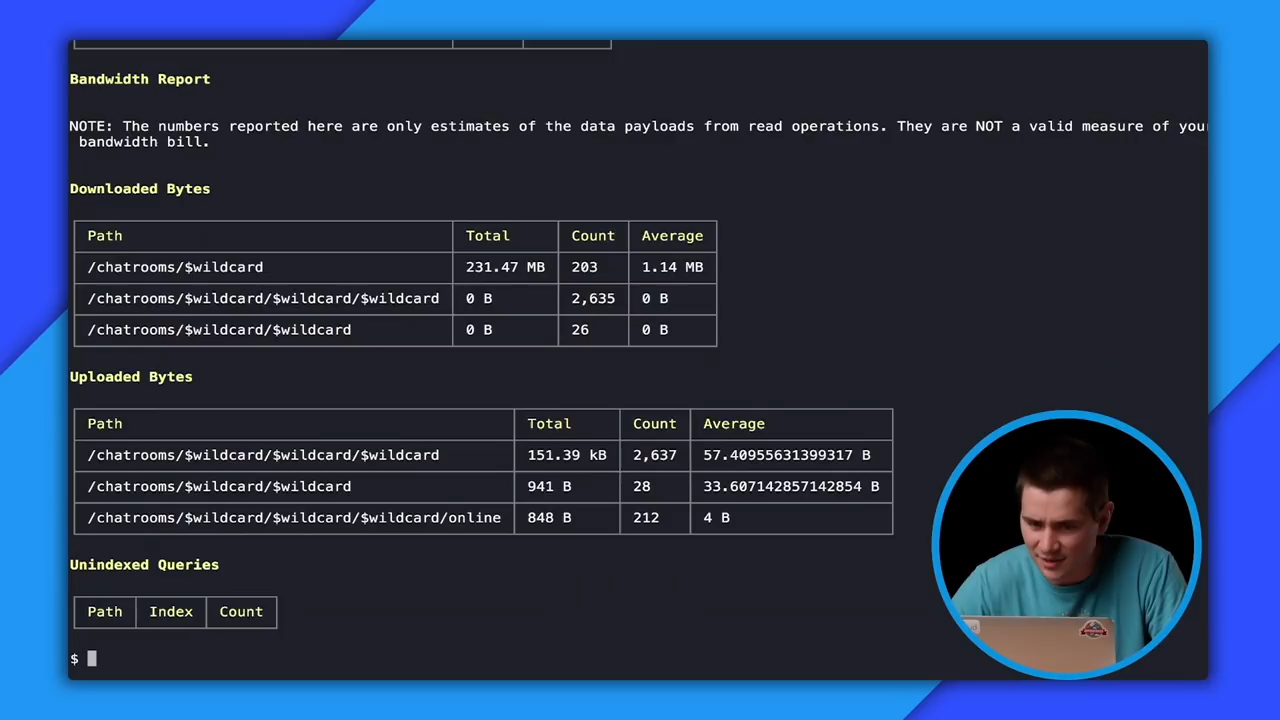 Bandwidth Report
NOTE: The numbers reported here are only estimates of the data payloads from read operations. They are NOT a valid measure of your
bandwidth bill.
Downloaded Bytes
Path Total Count Average
/chatrooms/$wildcard 231.47 MB 203 1.14 MB
/chatrooms/$wildcard/$wildcard/$wildcard 0 B 2,635 0 B
/chatrooms/$wildcard/$wildcard 0 B 26 0 B
Uploaded Bytes
Path Total Count Average
/chatrooms/$wildcard/$wildcard/$wildcard 151.39 kB 2,637 57.40955631399317 B
/chatrooms/$wildcard/$wildcard 941 B 28 33.607142857142854 B
/chatrooms/$wildcard/$wildcard/$wildcard/online 848 B 212 4 B
Unindexed Queries
Path Index Count
$